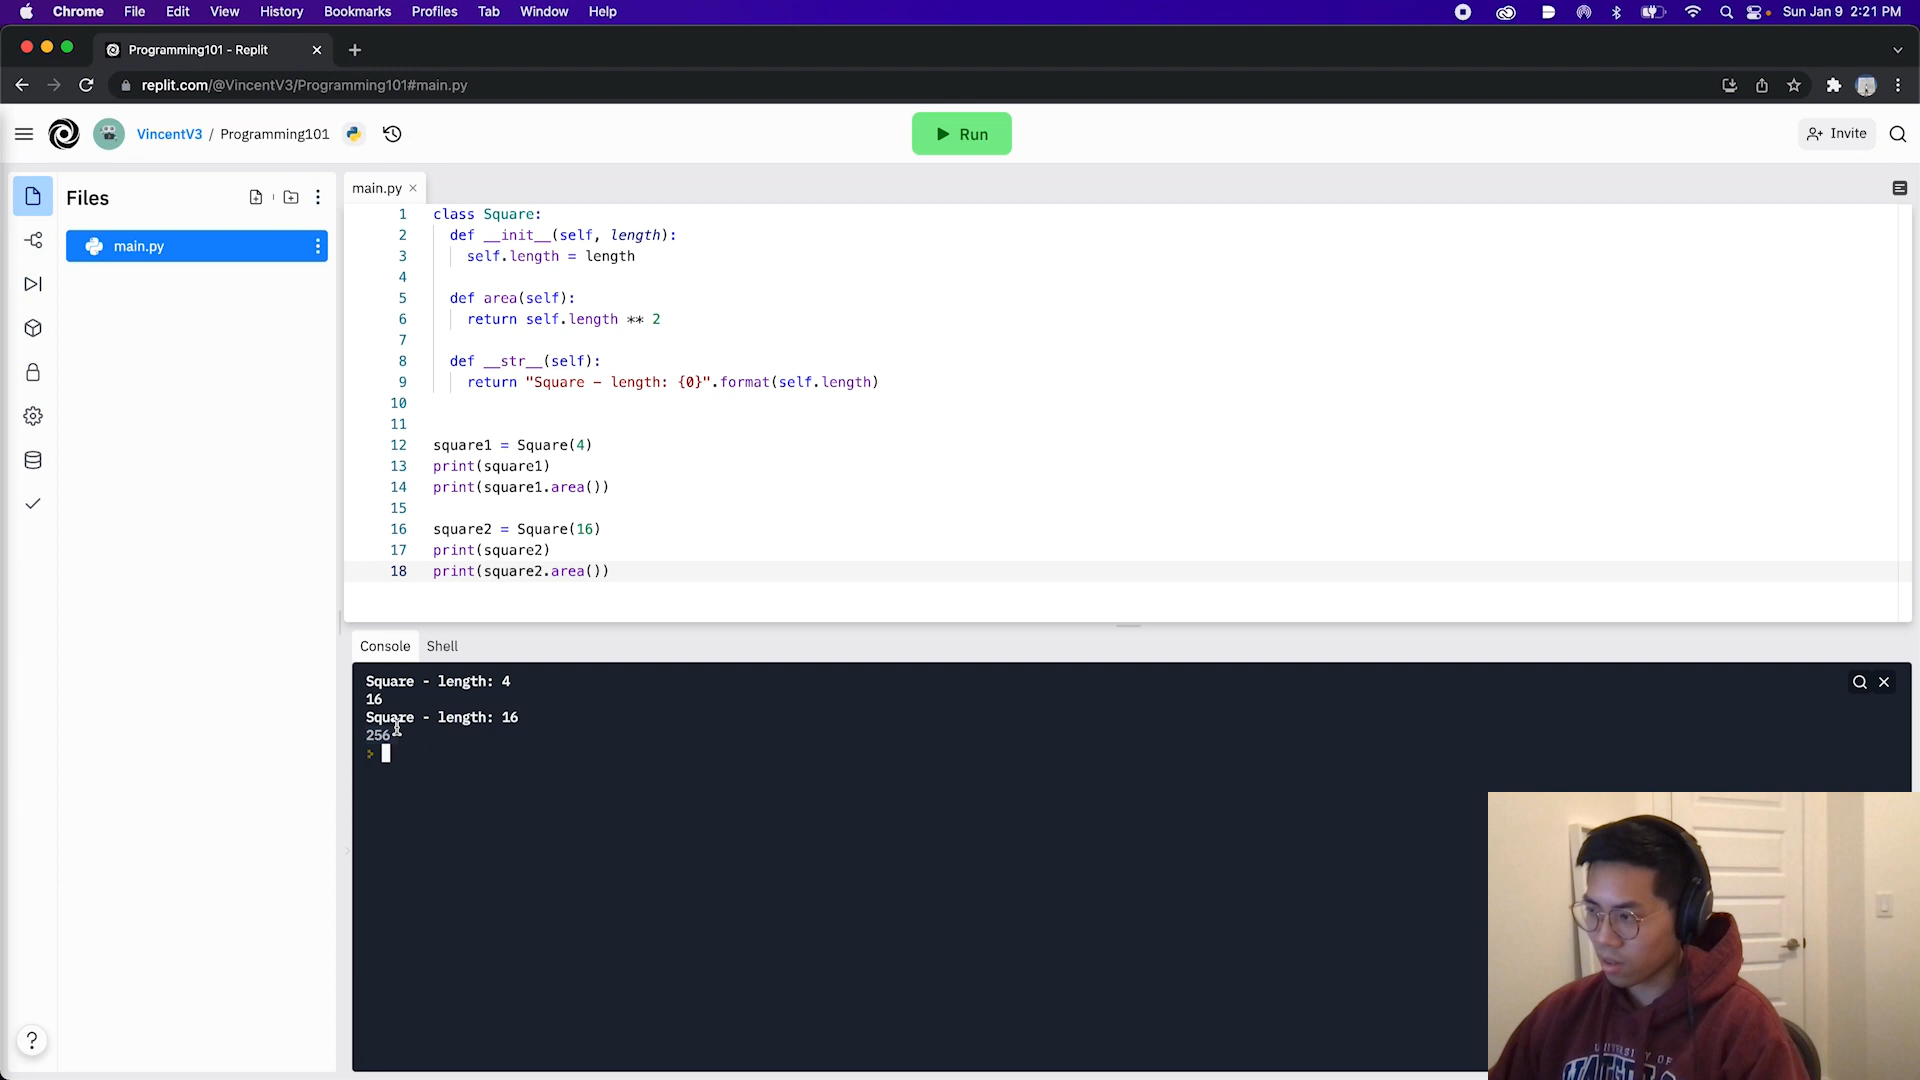 Chrome File Edit View History Bookmarks Profiles Tab Window Help Sun Jan 9 2:21 PM
Programming101 - Replit
replit.com/@VincentV3/Programming101#main.py
VincentV3 / Programming101 Run Invite
Files
main.py
main.py
1 class Square:
2 def __init__(self, length):
3 self.length = length
4
5 def area(self):
6 return self.length ** 2
7
8 def __str__(self):
9 return "Square - length: {0}".format(self.length)
10
11
12 square1 = Square(4)
13 print(square1)
14 print(square1.area())
15
16 square2 = Square(16)
17 print(square2)
18 print(square2.area())
Console Shell
Square - length: 4
16
Square - length: 16
256
>
?